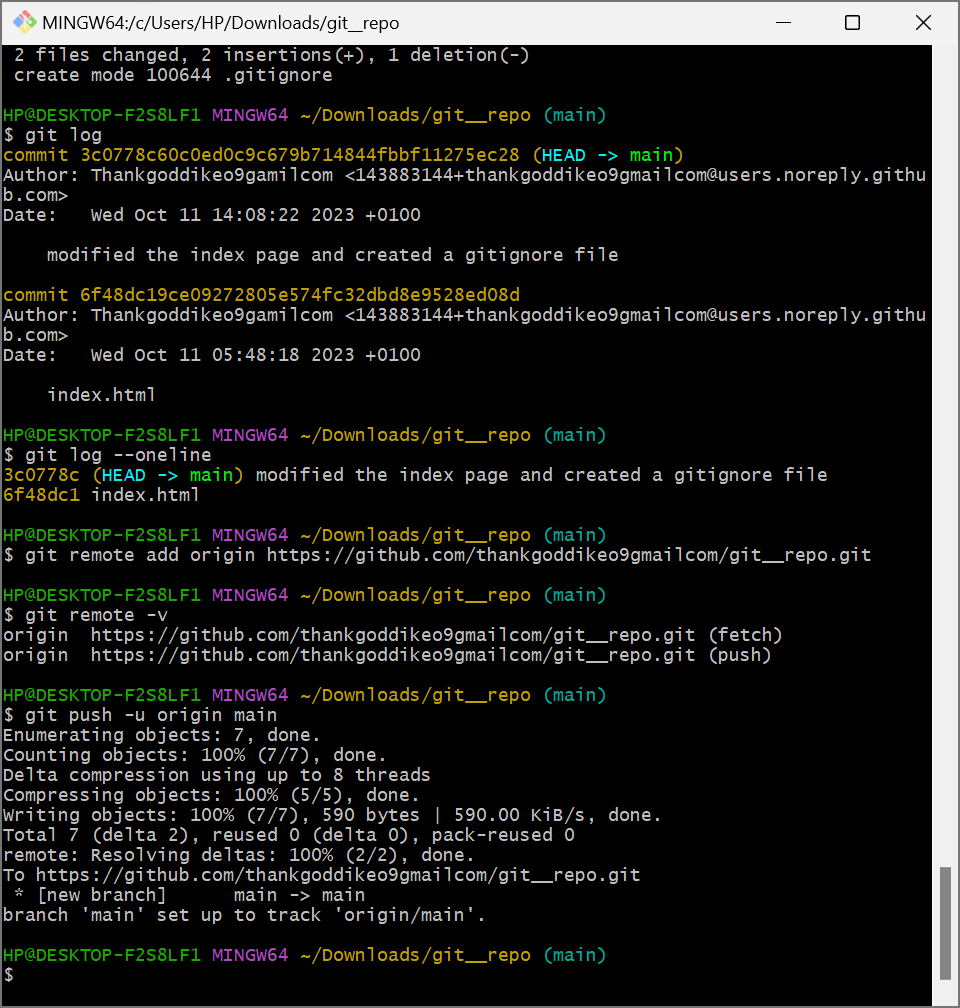 MINGW64:/c/Users/HP/Downloads/git__repo
 2 files changed, 2 insertions(+), 1 deletion(-)
 create mode 100644 .gitignore
HP@DESKTOP-F2S8LF1 MINGW64 ~/Downloads/git__repo (main)
$ git log
commit 3c0778c60c0ed0c9c679b714844fbbf11275ec28 (HEAD -> main)
Author: Thankgoddikeo9gamilcom <143883144+thankgoddikeo9gmailcom@users.noreply.githu
b.com>
Date:   Wed Oct 11 14:08:22 2023 +0100
    modified the index page and created a gitignore file
commit 6f48dc19ce09272805e574fc32dbd8e9528ed08d
Author: Thankgoddikeo9gamilcom <143883144+thankgoddikeo9gmailcom@users.noreply.githu
b.com>
Date:   Wed Oct 11 05:48:18 2023 +0100
    index.html
HP@DESKTOP-F2S8LF1 MINGW64 ~/Downloads/git__repo (main)
$ git log --oneline
3c0778c (HEAD -> main) modified the index page and created a gitignore file
6f48dc1 index.html
HP@DESKTOP-F2S8LF1 MINGW64 ~/Downloads/git__repo (main)
$ git remote add origin https://github.com/thankgoddikeo9gmailcom/git__repo.git
HP@DESKTOP-F2S8LF1 MINGW64 ~/Downloads/git__repo (main)
$ git remote -v
origin  https://github.com/thankgoddikeo9gmailcom/git__repo.git (fetch)
origin  https://github.com/thankgoddikeo9gmailcom/git__repo.git (push)
HP@DESKTOP-F2S8LF1 MINGW64 ~/Downloads/git__repo (main)
$ git push -u origin main
Enumerating objects: 7, done.
Counting objects: 100% (7/7), done.
Delta compression using up to 8 threads
Compressing objects: 100% (5/5), done.
Writing objects: 100% (7/7), 590 bytes | 590.00 KiB/s, done.
Total 7 (delta 2), reused 0 (delta 0), pack-reused 0
remote: Resolving deltas: 100% (2/2), done.
To https://github.com/thankgoddikeo9gmailcom/git__repo.git
 * [new branch]      main -> main
branch 'main' set up to track 'origin/main'.
HP@DESKTOP-F2S8LF1 MINGW64 ~/Downloads/git__repo (main)
$